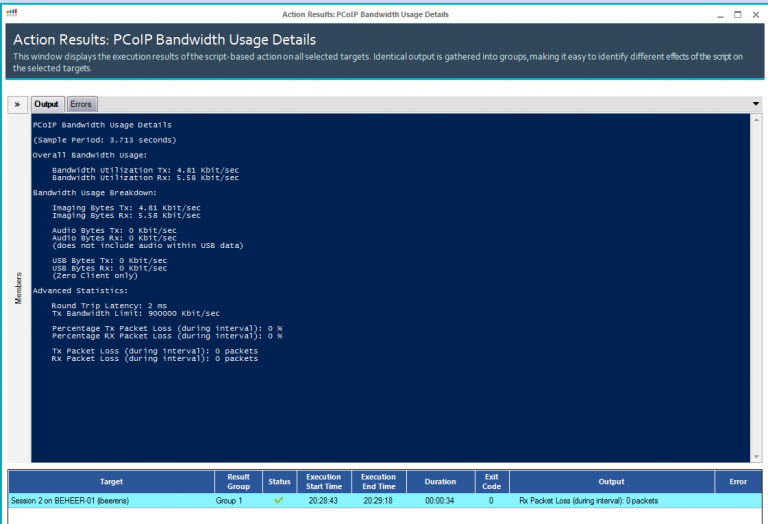 Action Results: PCoIP Bandwidth Usage Details
Action Results: PCoIP Bandwidth Usage Details
This window displays the execution results of the script-based action on all selected targets. Identical output is gathered into groups, making it easy to identify different effects of the script on
the selected targets.
» Output Errors
PCoIP Bandwidth Usage Details
(Sample Period: 3.713 seconds)
Overall Bandwidth Usage:
Bandwidth Utilization Tx: 4.81 Kbit/sec
Bandwidth Utilization Rx: 5.58 Kbit/sec
Bandwidth Usage Breakdown:
Imaging Bytes Tx: 4.81 Kbit/sec
Imaging Bytes Rx: 5.58 Kbit/sec
Audio Bytes Tx: 0 Kbit/sec
Audio Bytes Rx: 0 Kbit/sec
(does not include audio within USB data)
USB Bytes Tx: 0 Kbit/sec
USB Bytes Rx: 0 Kbit/sec
(Zero Client only)
Advanced Statistics:
Round Trip Latency: 2 ms
Tx Bandwidth Limit: 900000 Kbit/sec
Percentage Tx Packet Loss (during interval): 0 %
Percentage RX Packet Loss (during interval): 0 %
Tx Packet Loss (during interval): 0 packets
Rx Packet Loss (during interval): 0 packets
Members
Target Result Group Status Execution Start Time Execution End Time Duration Exit Code Output Error
Session 2 on BEHEER-01 (beerens) Group 1 20:28:43 20:29:18 00:00:34 0 Rx Packet Loss (during interval): 0 packets